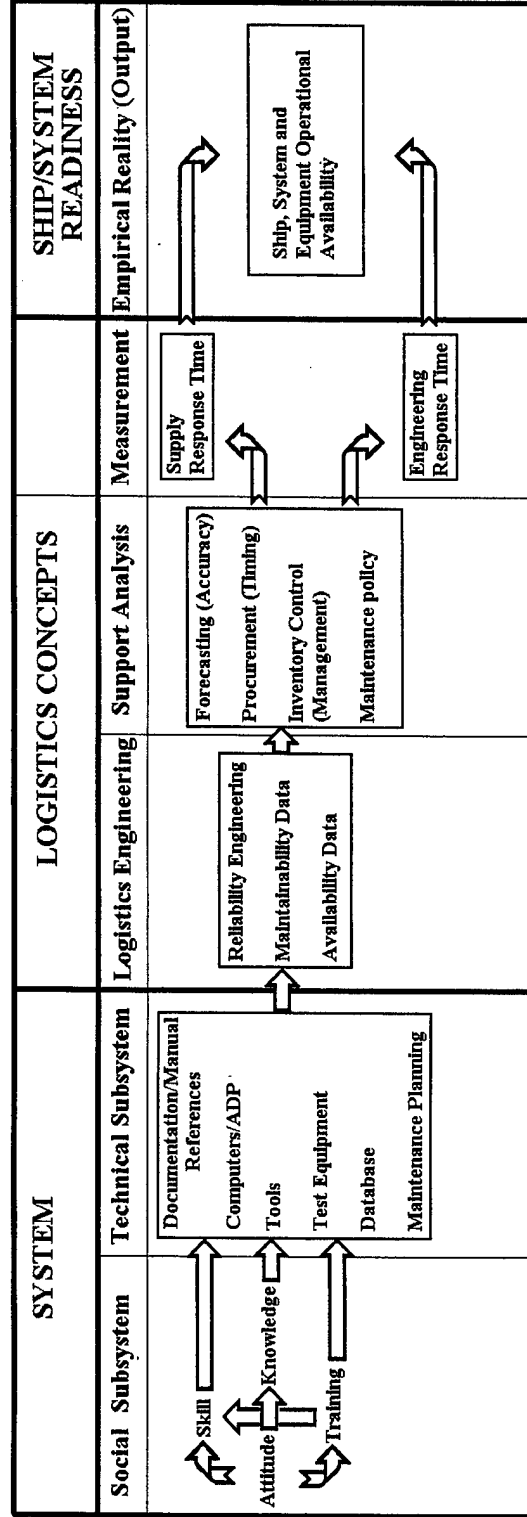 SYSTEM
LOGISTICS CONCEPTS
SHIP/SYSTEM
READINESS
Social Subsystem
Technical Subsystem
Logistics Engineering
Support Analysis
Measurement
Empirical Reality (Output)
Attitude
Skill
Knowledge
Training
Documentation/Manual
References
Computers/ADP
Tools
Test Equipment
Database
Maintenance Planning
Reliability Engineering
Maintainability Data
Availability Data
Forecasting (Accuracy)
Procurement (Timing)
Inventory Control
(Management)
Maintenance policy
Supply
Response Time
Engineering
Response Time
Ship, System and
Equipment Operational
Availability